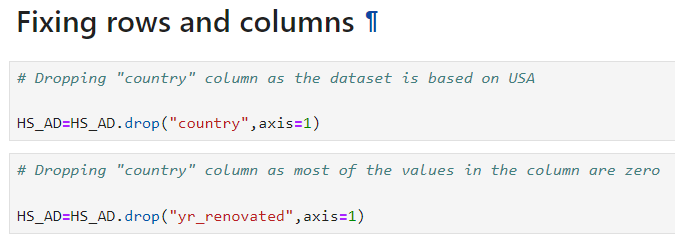 Fixing rows and columns ¶
# Dropping "country" column as the dataset is based on USA
HS_AD=HS_AD.drop("country",axis=1)
# Dropping "country" column as most of the values in the column are zero
HS_AD=HS_AD.drop("yr_renovated",axis=1)